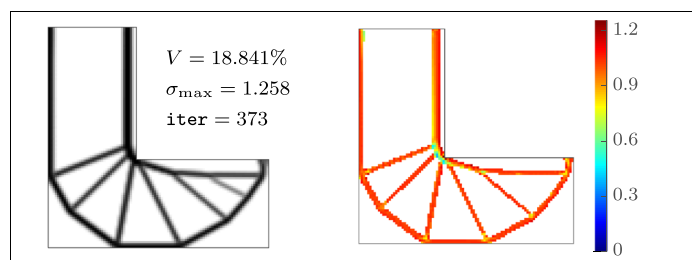 V = 18.841%
σmax = 1.258
iter = 373
1.2
0.9
0.6
0.3
0